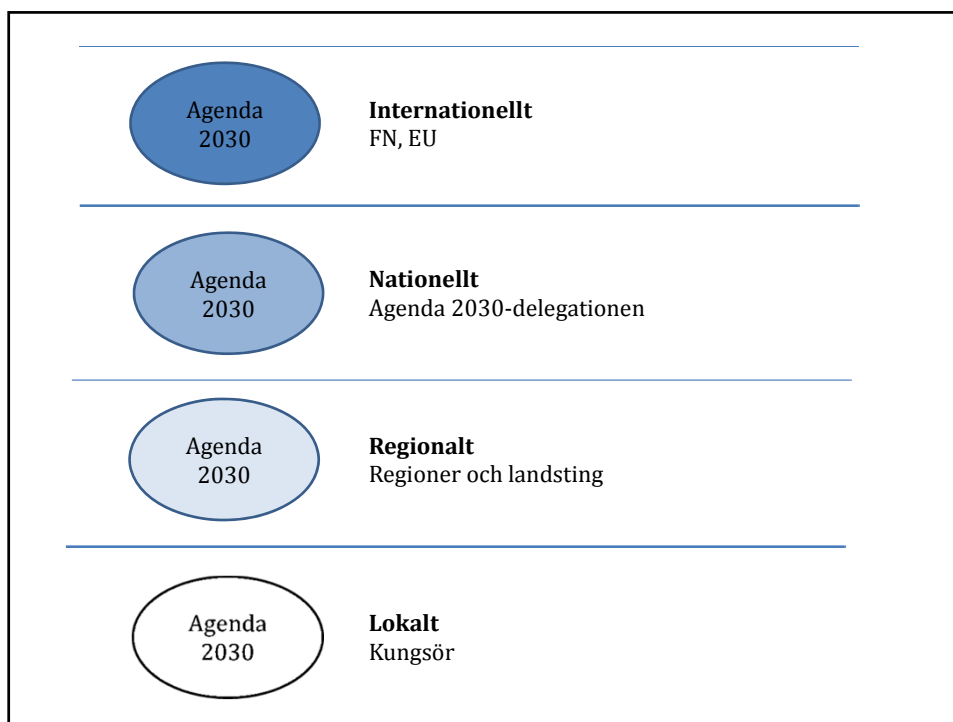 Agenda
2030
Internationellt
FN, EU
Agenda
2030
Nationellt
Agenda 2030-delegationen
Agenda
2030
Regionalt
Regioner och landsting
Agenda
2030
Lokalt
Kungsör